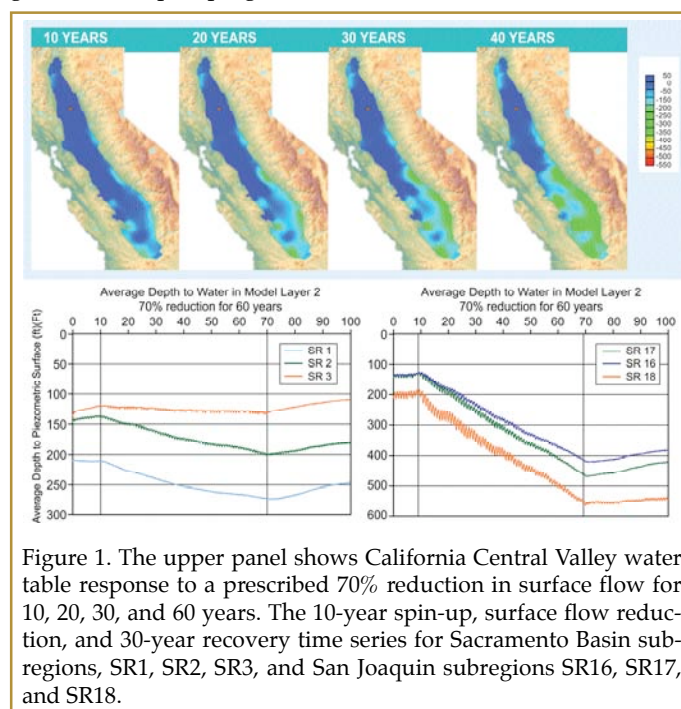 10 YEARS
20 YEARS
30 YEARS
40 YEARS
50
0
-50
-100
-150
-200
-250
-300
-350
-400
-450
-500
-550
Average Depth to Water in Model Layer 2
70% reduction for 60 years
0 10 20 30 40 50 60 70 80 90 100
0
50
100
150
200
250
300
Average Depth to Piezometric Surface (ft)(Ft)
SR 1
SR 2
SR 3
Average Depth to Water in Model Layer 2
70% reduction for 60 years
0 10 20 30 40 50 60 70 80 90 100
0
100
200
300
400
500
600
SR 17
SR 16
SR 18
Figure 1. The upper panel shows California Central Valley water
table response to a prescribed 70% reduction in surface flow for
10, 20, 30, and 60 years. The 10-year spin-up, surface flow reduc-
tion, and 30-year recovery time series for Sacramento Basin sub-
regions, SR1, SR2, SR3, and San Joaquin subregions SR16, SR17,
and SR18.